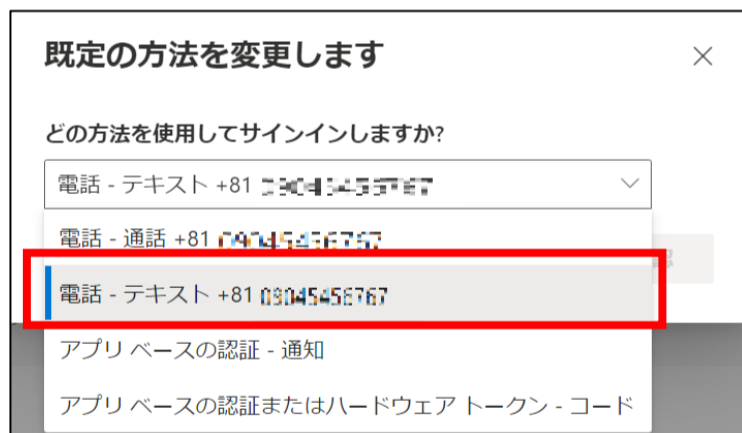 既定の方法を変更します
どの方法を使用してサインインしますか?
電話 - テキスト +81
電話 - 通話 +81
電話 - テキスト +81
アプリ ベースの認証 - 通知
アプリ ベースの認証またはハードウェア トークン - コード